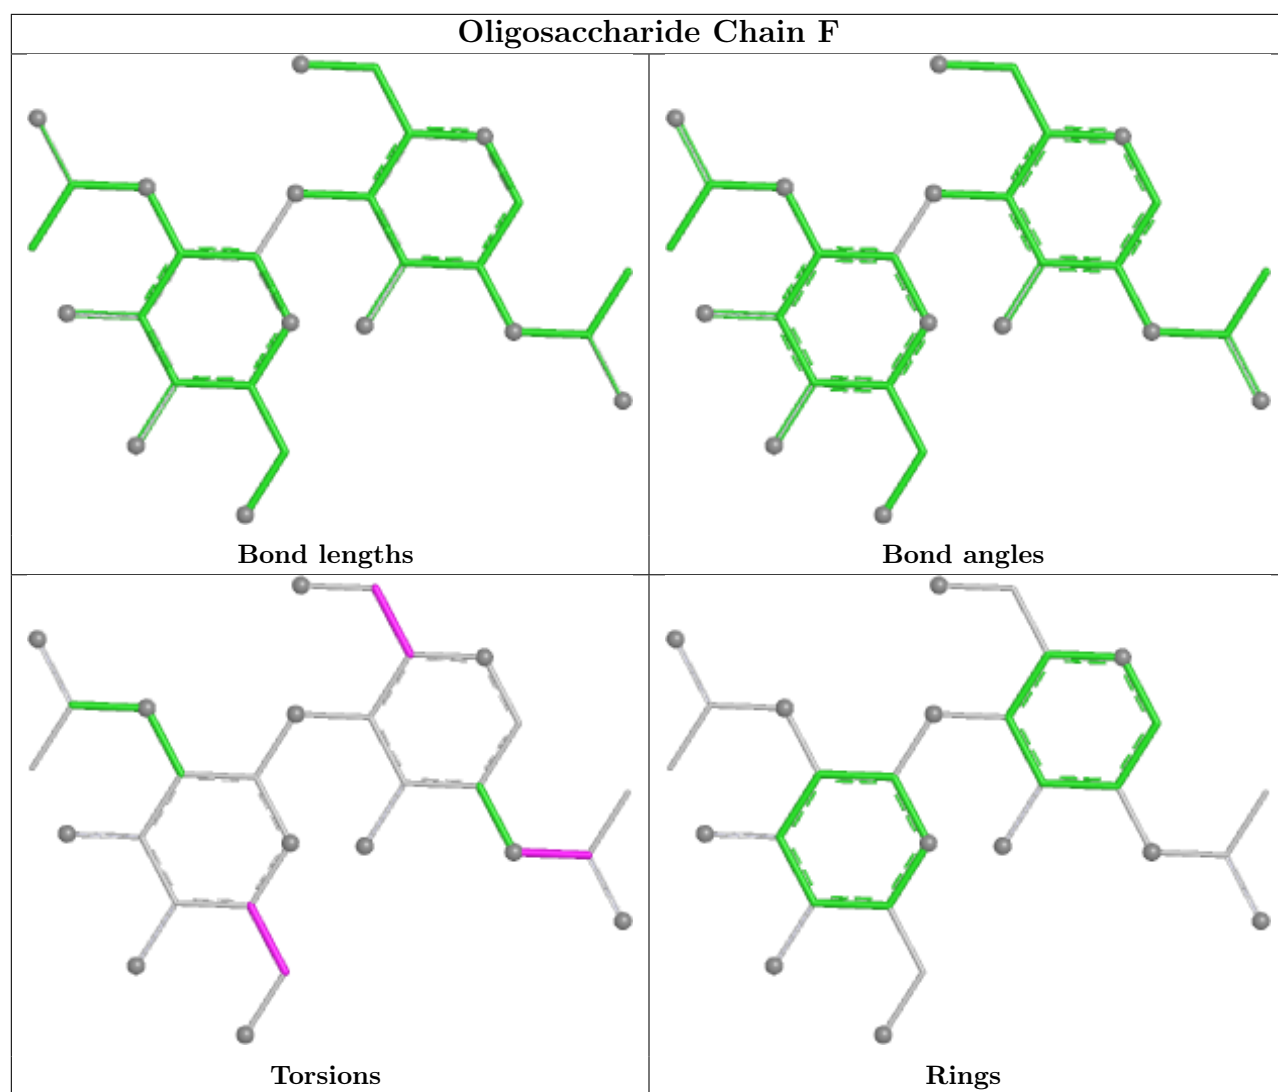 Oligosaccharide Chain F
Bond lengths
Bond angles
Torsions
Rings